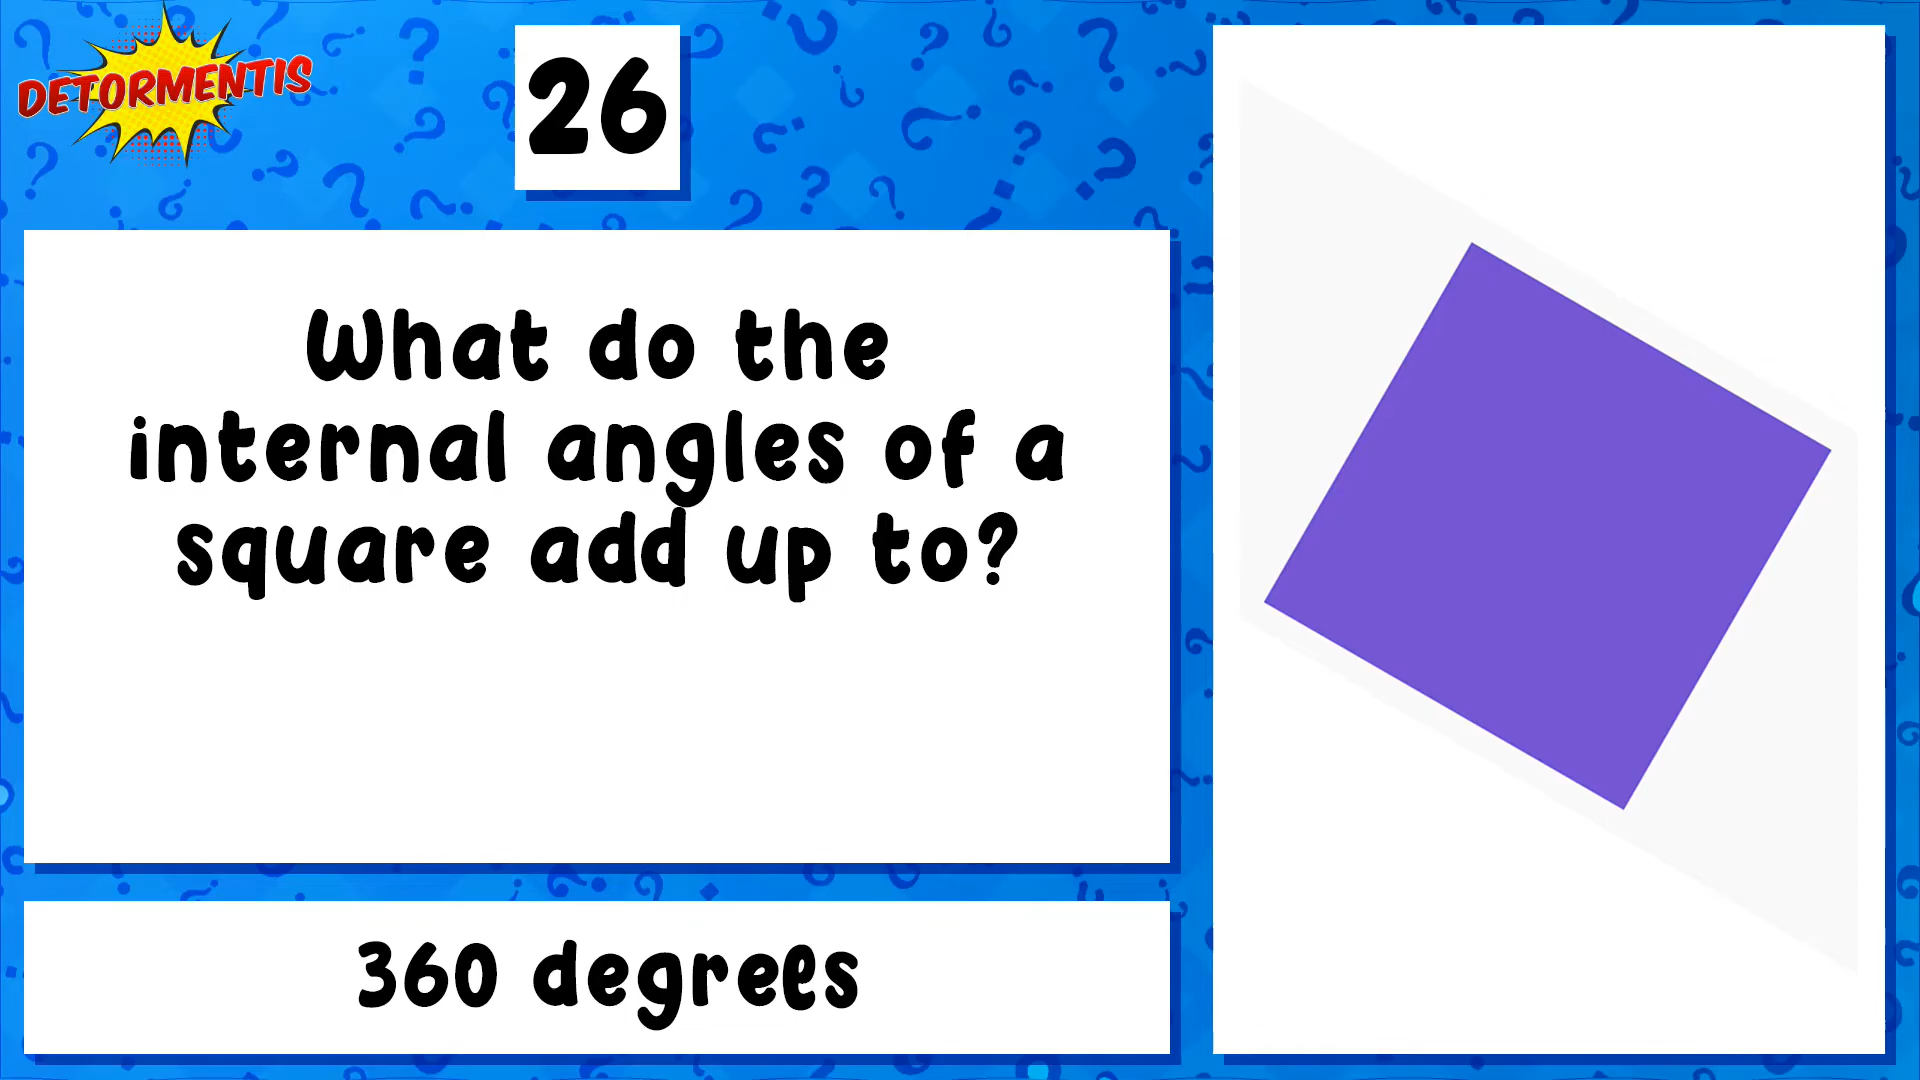 DETORMENTIS
26
What do the
internal angles of a
square add up to?
360 degrees